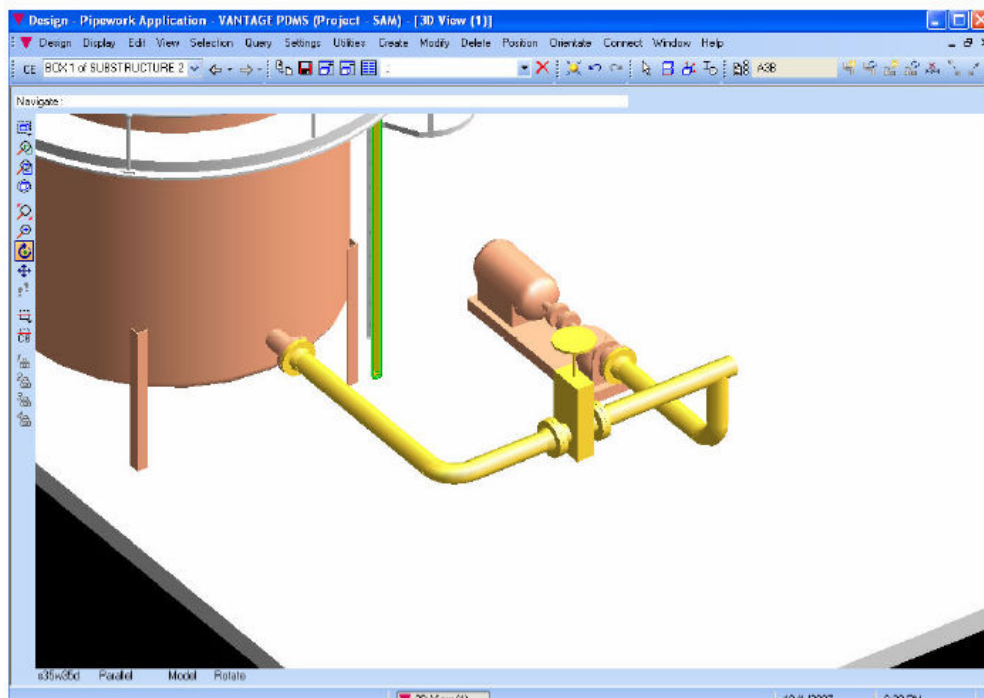 Design - Pipework Application - VANTAGE PDMS (Project - SAM) - [3D View (1)]
Design Display Edit View Selection Query Settings Utilities Create Modify Delete Position Orientate Connect Window Help
CE BOX 1 of SUBSTRUCTURE 2 A3B
Navigate :
s35w35d Parallel Model Rotate